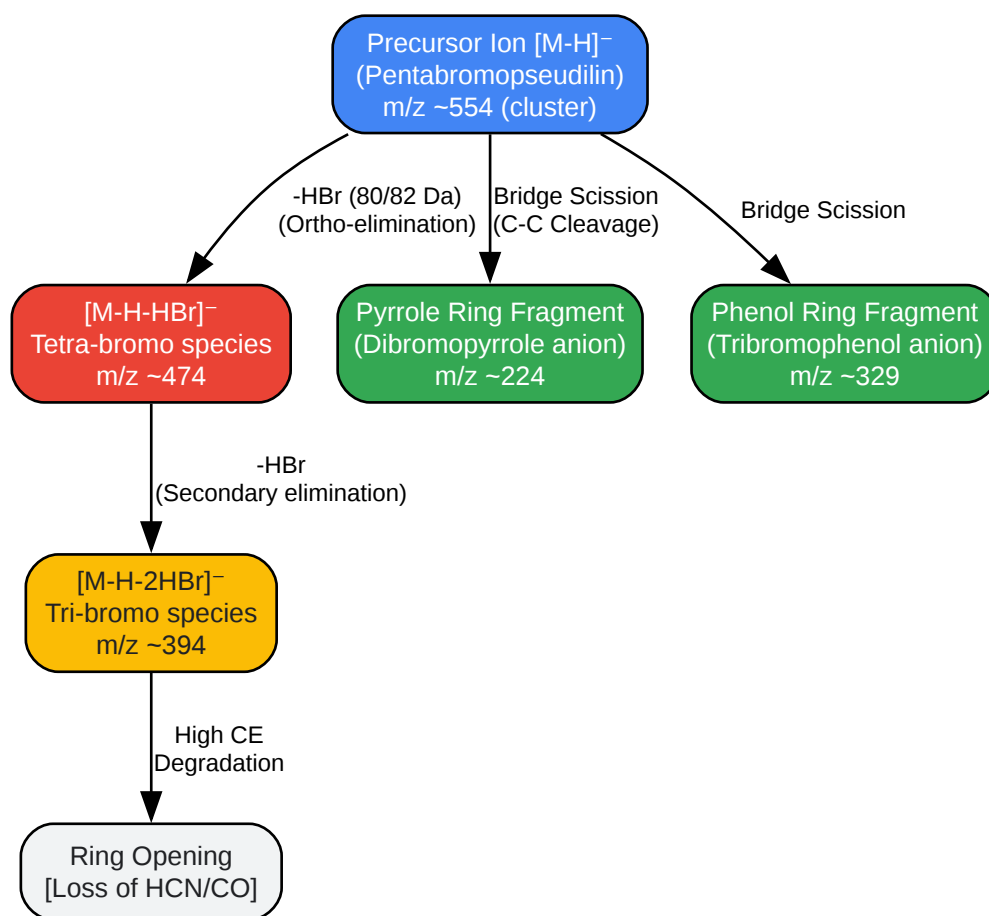 Precursor Ion [M-H]⁻
(Pentabromopseudilin)
m/z ~554 (cluster)
-HBr (80/82 Da)
(Ortho-elimination)
Bridge Scission
(C-C Cleavage)
Bridge Scission
[M-H-HBr]⁻
Tetra-bromo species
m/z ~474
Pyrrole Ring Fragment
(Dibromopyrrole anion)
m/z ~224
Phenol Ring Fragment
(Tribromophenol anion)
m/z ~329
-HBr
(Secondary elimination)
[M-H-2HBr]⁻
Tri-bromo species
m/z ~394
High CE
Degradation
Ring Opening
[Loss of HCN/CO]